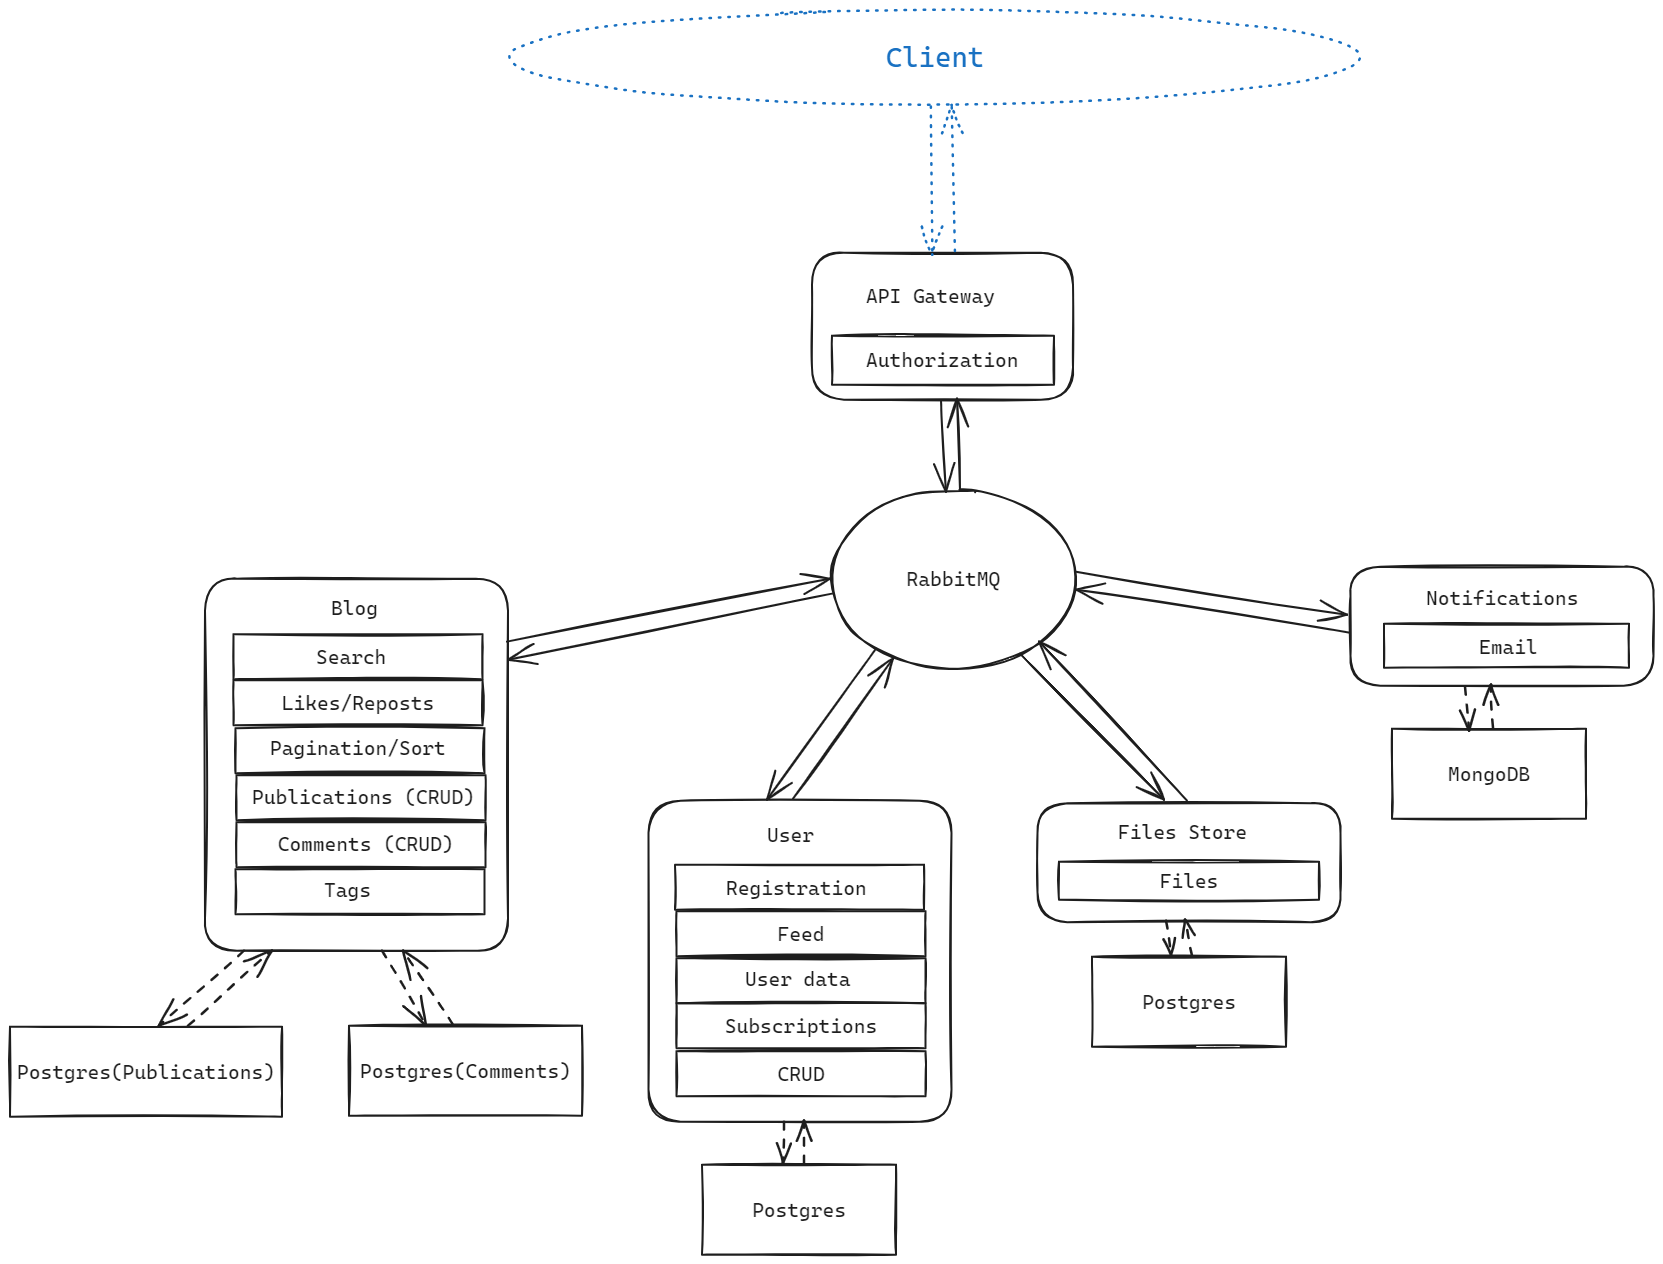 Client
API Gateway
Authorization
RabbitMQ
Blog
Search
Likes/Reposts
Pagination/Sort
Publications (CRUD)
Comments (CRUD)
Tags
Postgres(Publications)
Postgres(Comments)
User
Registration
Feed
User data
Subscriptions
CRUD
Postgres
Files Store
Files
Postgres
Notifications
Email
MongoDB